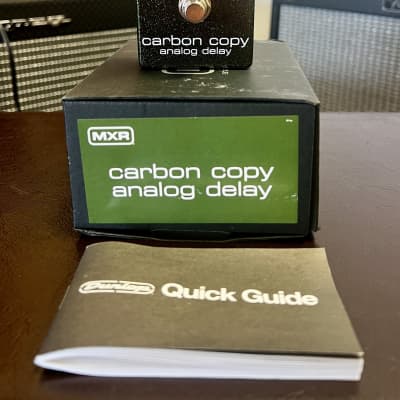 carbon copy
analog delay
MXR
carbon copy
analog delay
Dunlop Quick Guide